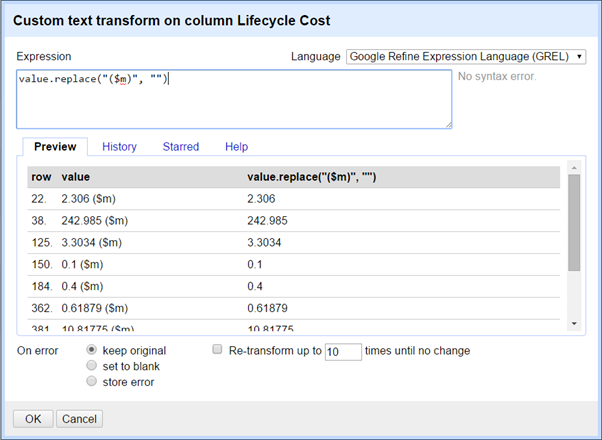 Custom text transform on column Lifecycle Cost
Expression Language Google Refine Expression Language (GREL)
value.replace("($m)", "") No syntax error.
Preview History Starred Help
row value value.replace("($m)", "")
22. 2.306 ($m) 2.306
38. 242.985 ($m) 242.985
125. 3.3034 ($m) 3.3034
150. 0.1 ($m) 0.1
184. 0.4 ($m) 0.4
362. 0.61879 ($m) 0.61879
381. 10.81775 ($m) 10.81775
On error keep original Re-transform up to 10 times until no change
set to blank
store error
OK Cancel